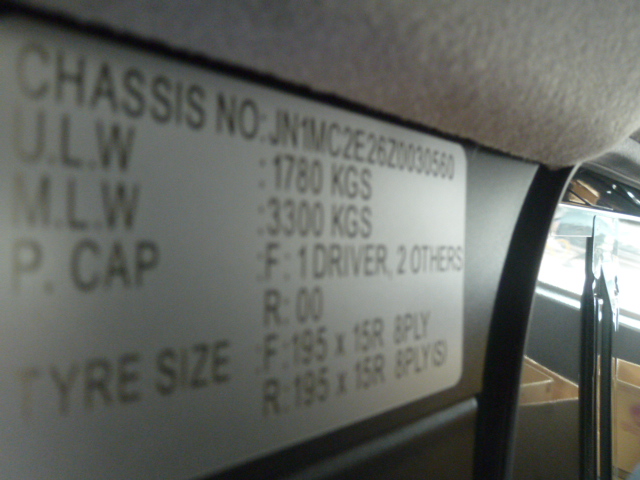 CHASSIS NO: JN1MC2E26Z0030560
U.L.W : 1780 KGS
M.L.W : 3300 KGS
P. CAP : F: 1 DRIVER, 2 OTHERS
R: 00
TYRE SIZE : F: 195 x 15R 8PLY
R: 195 x 15R 8PLY(S)